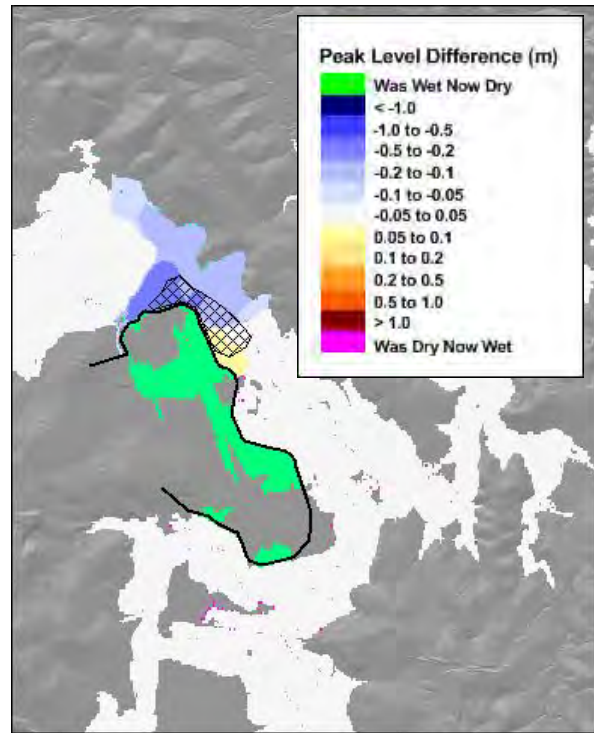 Peak Level Difference (m)
Was Wet Now Dry
< -1.0
-1.0 to -0.5
-0.5 to -0.2
-0.2 to -0.1
-0.1 to -0.05
-0.05 to 0.05
0.05 to 0.1
0.1 to 0.2
0.2 to 0.5
0.5 to 1.0
> 1.0
Was Dry Now Wet